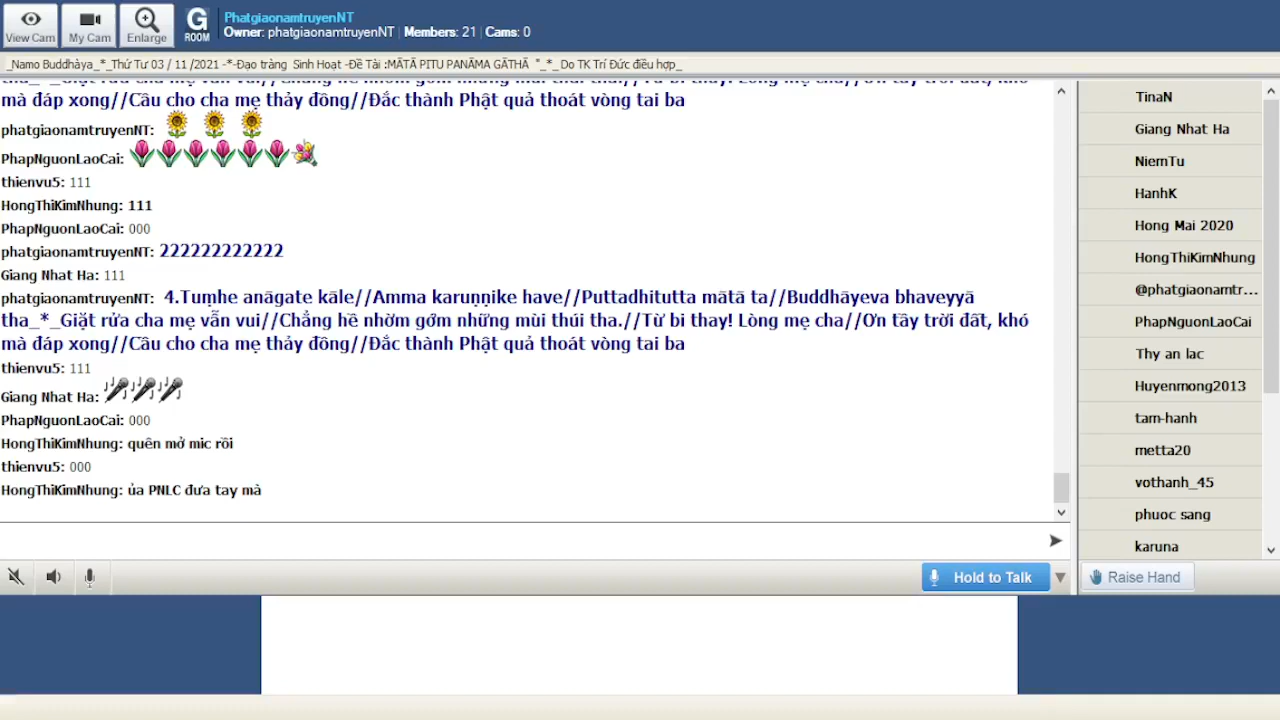 View Cam
My Cam
Enlarge
G
ROOM
PhatgiaonamtruyenNT
Owner: phatgiaonamtruyenNT | Members: 21 | Cams: 0
_Namo Buddhàya_*_Thứ Tư 03 / 11 /2021 -*-Đạo tràng Sinh Hoạt -Đề Tài :MĀTĀ PITU PANĀMA GĀTHĀ "_*_ Do TK Trí Đức điều hợp_
mà đáp xong//Cầu cho cha mẹ thảy đồng//Đắc thành Phật quả thoát vòng tai ba
phatgiaonamtruyenNT:
PhapNguonLaoCai:
thienvu5: 111
HongThiKimNhung: 111
PhapNguonLaoCai: 000
phatgiaonamtruyenNT: 222222222222
Giang Nhat Ha: 111
phatgiaonamtruyenNT: 4.Tuṃhe anāgate kāle//Amma karuṇṇike have//Puttadhitutta mātā ta//Buddhāyeva bhaveyyā
tha_*_Giặt rửa cha mẹ vẫn vui//Chẳng hề nhờm gớm những mùi thúi tha.//Từ bi thay! Lòng mẹ cha//Ơn tầy trời đất, khó
mà đáp xong//Cầu cho cha mẹ thảy đồng//Đắc thành Phật quả thoát vòng tai ba
thienvu5: 111
Giang Nhat Ha:
PhapNguonLaoCai: 000
HongThiKimNhung: quên mở mic rồi
thienvu5: 000
HongThiKimNhung: ủa PNLC đưa tay mà
Hold to Talk
TinaN
Giang Nhat Ha
NiemTu
HanhK
Hong Mai 2020
HongThiKimNhung
@phatgiaonamtr...
PhapNguonLaoCai
Thy an lac
Huyenmong2013
tam-hanh
metta20
vothanh_45
phuoc sang
karuna
Raise Hand